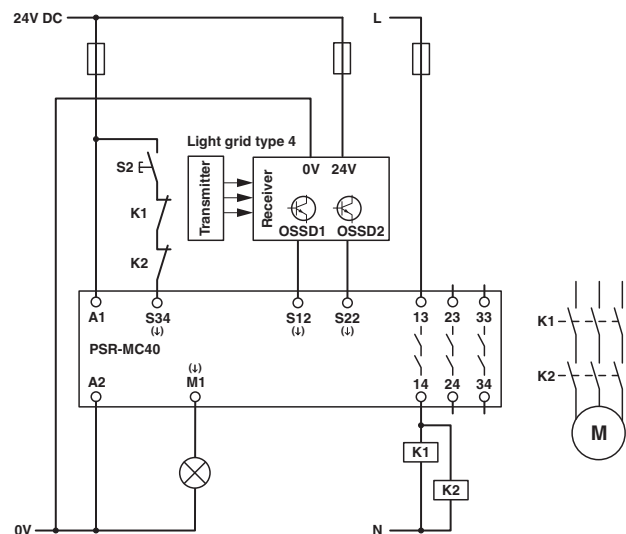 24V DC
L
Light grid type 4
0V 24V
S2
Transmitter
Receiver
K1
OSSD1 OSSD2
K2
A1 S34 S12 S22 13 23 33
(↓) (↓) (↓)
PSR-MC40
A2 M1 14 24 34
(↓)
K1
K2
0V
N
K1
K2
M